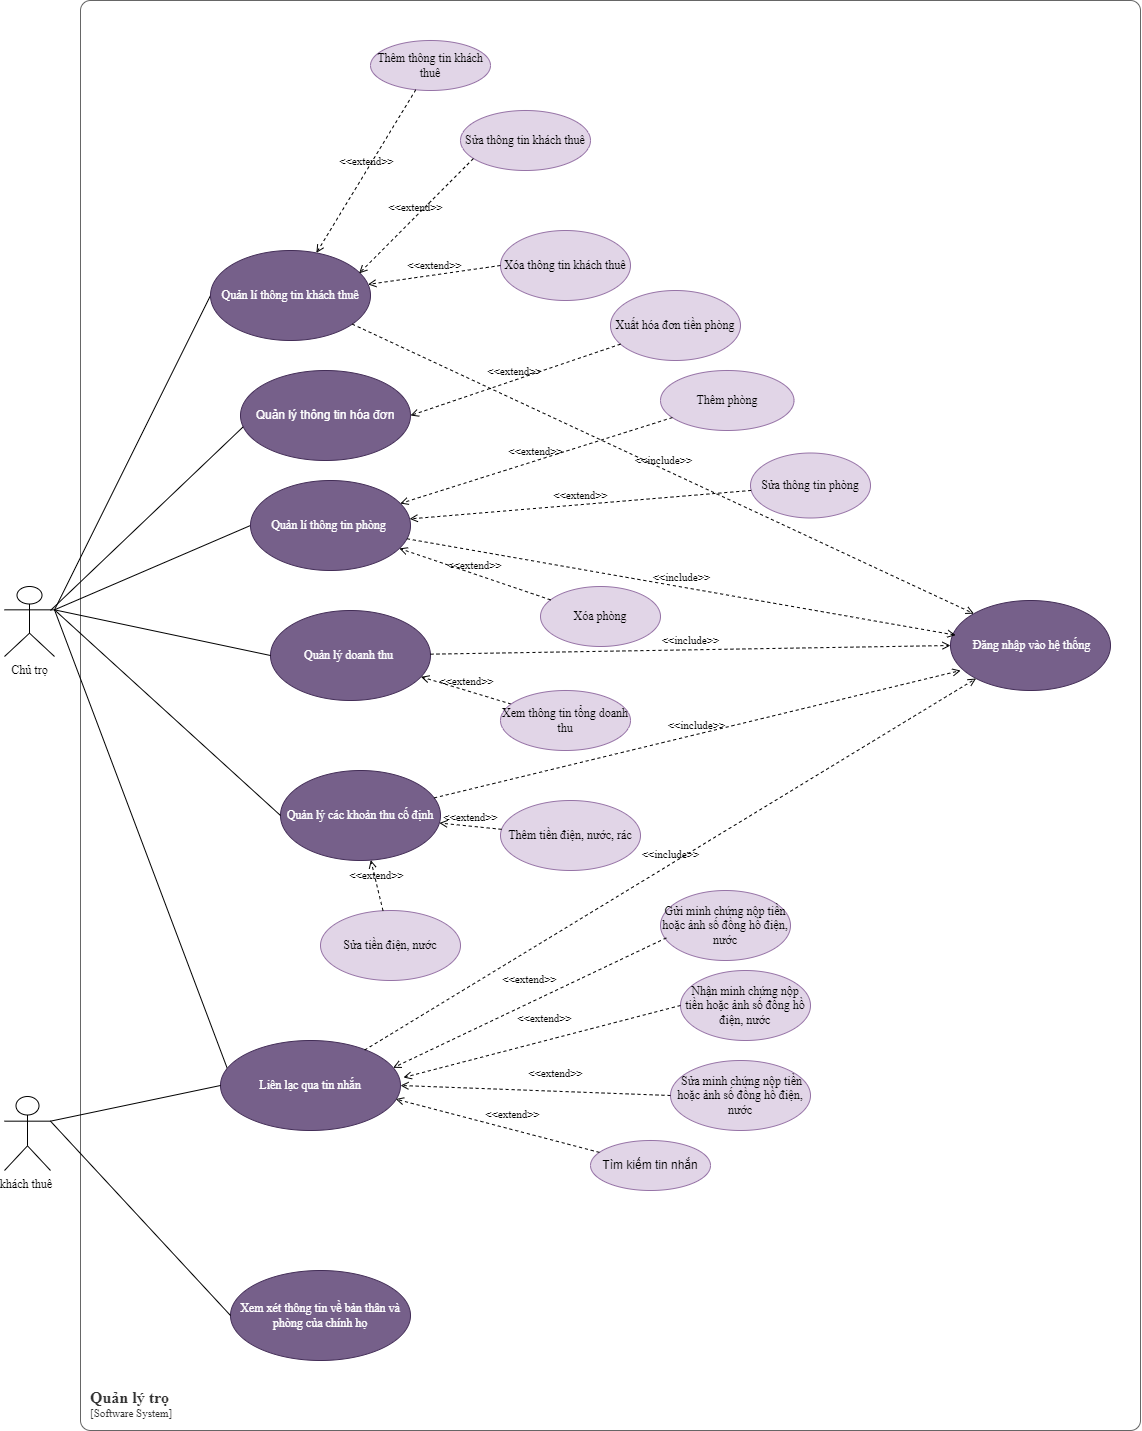 Thêm thông tin khách
thuê
Sửa thông tin khách thuê
<<extend>>
<<extend>>
Xóa thông tin khách thuê
<<extend>>
Quản lí thông tin khách thuê
Xuất hóa đơn tiền phòng
<<extend>>
Thêm phòng
Quản lý thông tin hóa đơn
<<extend>>
<<include>>
Sửa thông tin phòng
<<extend>>
Quản lí thông tin phòng
<<extend>>
<<include>>
Xóa phòng
<<include>>
Đăng nhập vào hệ thống
Quản lý doanh thu
Chủ trọ
<<extend>>
Xem thông tin tổng doanh
thu
<<include>>
Quản lý các khoản thu cố định
<<extend>>
Thêm tiền điện, nước, rác
<<include>>
<<extend>>
Gửi minh chứng nộp tiền
hoặc ảnh số đồng hồ điện,
nước
Sửa tiền điện, nước
<<extend>>
Nhận minh chứng nộp
tiền hoặc ảnh số đồng hồ
điện, nước
<<extend>>
<<extend>>
Liên lạc qua tin nhắn
Sửa minh chứng nộp tiền
hoặc ảnh số đồng hồ điện,
nước
<<extend>>
Tìm kiếm tin nhắn
khách thuê
Xem xét thông tin về bản thân và
phòng của chính họ
Quản lý trọ
[Software System]